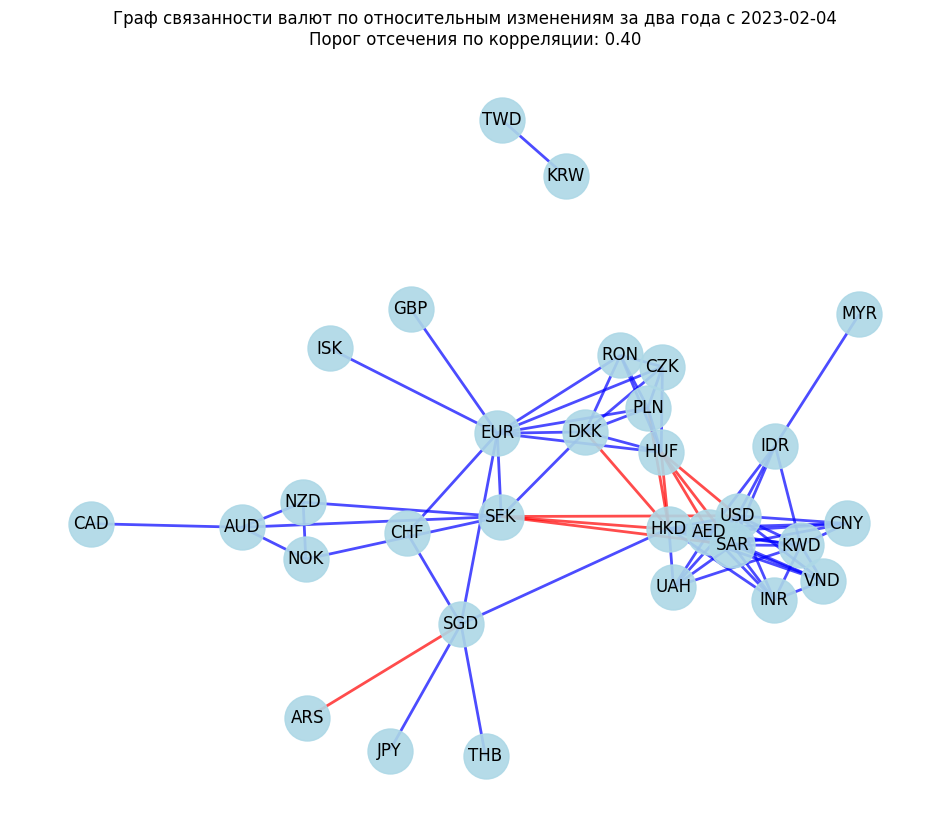 Граф связанности валют по относительным изменениям за два года с 2023-02-04
Порог отсечения по корреляции: 0.40
TWD
KRW
GBP
MYR
ISK
RON
CZK
PLN
EUR
DKK
IDR
HUF
NZD
SEK
USD
CAD
AUD
CHF
HKD
AED
CNY
SAR
KWD
NOK
UAH
VND
INR
SGD
ARS
JPY
THB